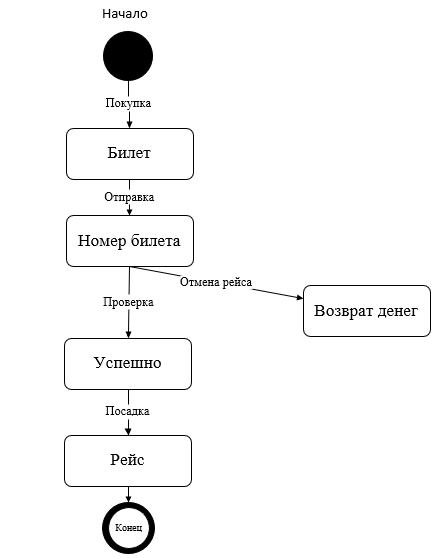 Начало
Покупка
Билет
Отправка
Номер билета
Отмена рейса
Проверка
Возврат денег
Успешно
Посадка
Рейс
Конец